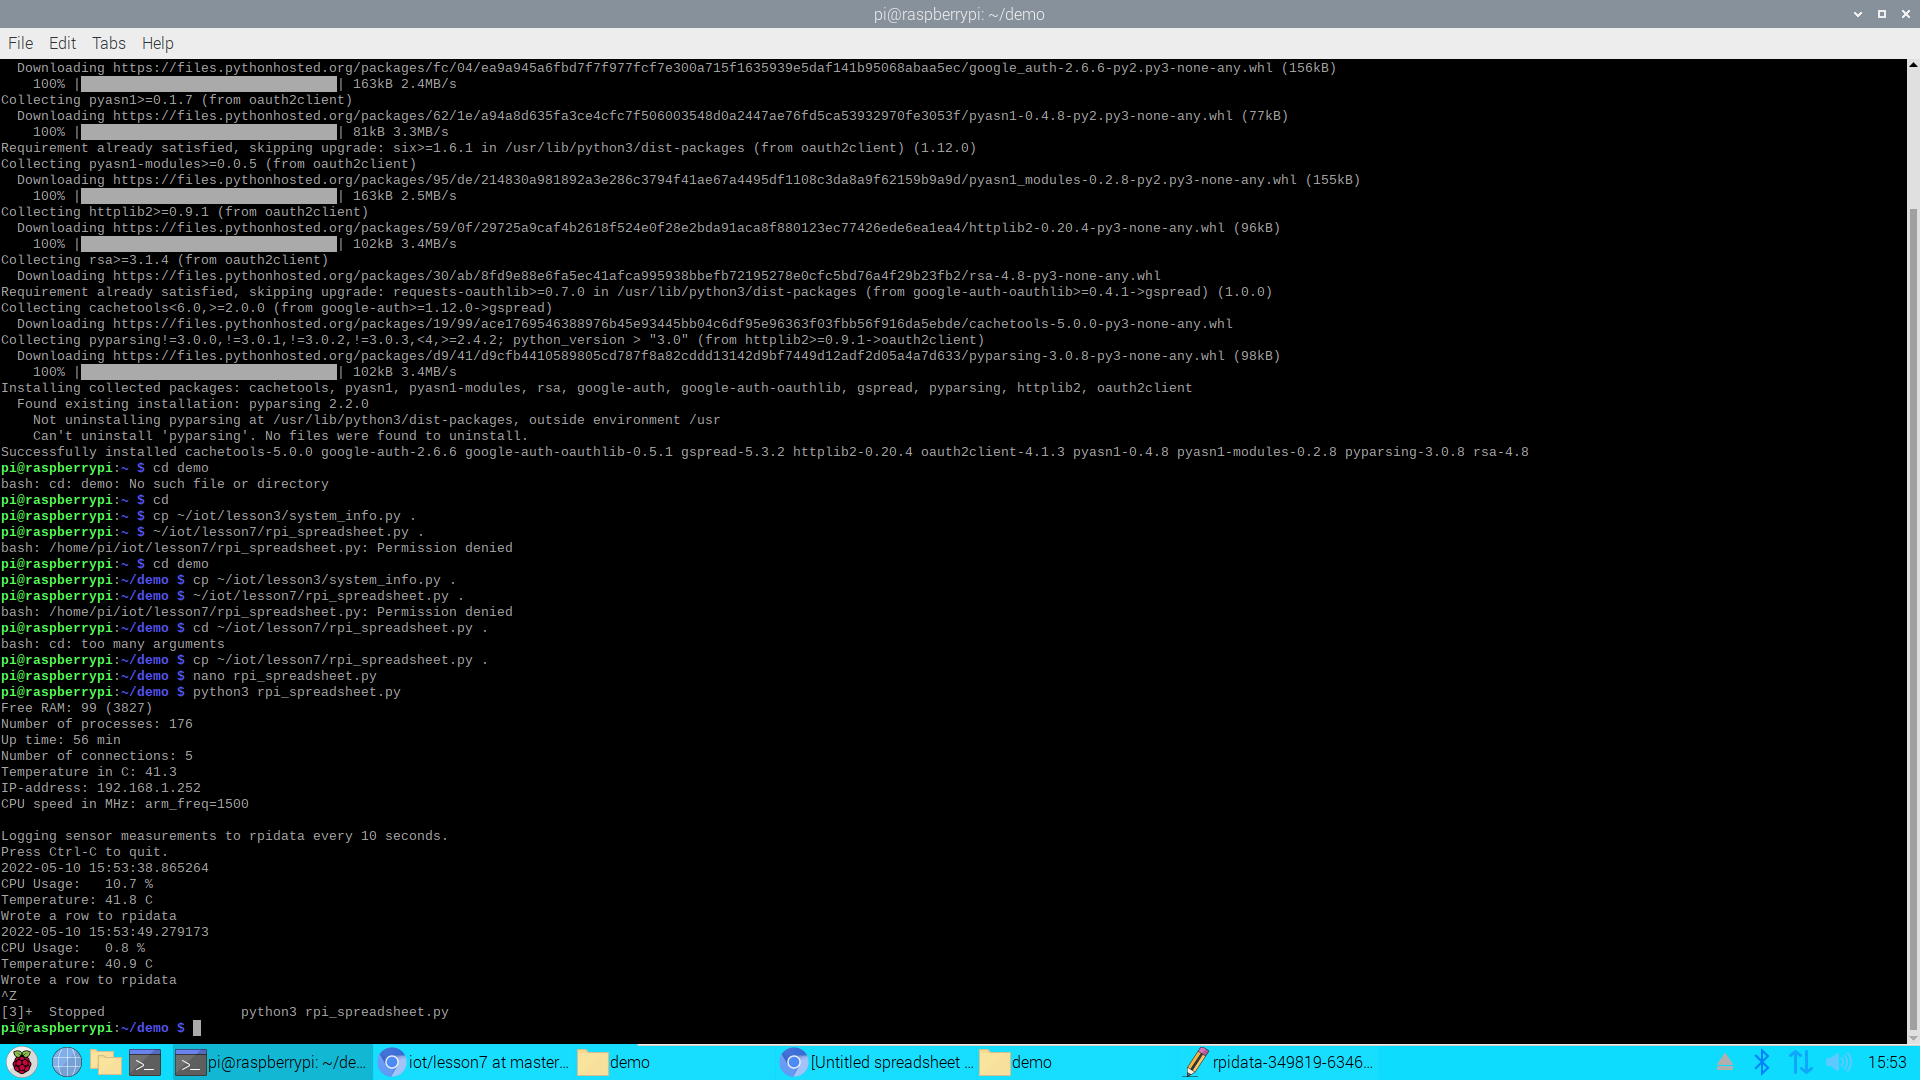 pi@raspberrypi: ~/demo
File Edit Tabs Help
Downloading https://files.pythonhosted.org/packages/fc/04/ea9a945a6fbd7f7f977fcf7e300a715f1635939e5daf141b95068abaa5ec/google_auth-2.6.6-py2.py3-none-any.whl (156kB)
100% | | 163kB 2.4MB/s
Collecting pyasn1>=0.1.7 (from oauth2client)
Downloading https://files.pythonhosted.org/packages/62/1e/a94a8d635fa3ce4cfc7f506003548d0a2447ae76fd5ca53932970fe3053f/pyasn1-0.4.8-py2.py3-none-any.whl (77kB)
100% | | 81kB 3.3MB/s
Requirement already satisfied, skipping upgrade: six>=1.6.1 in /usr/lib/python3/dist-packages (from oauth2client) (1.12.0)
Collecting pyasn1-modules>=0.0.5 (from oauth2client)
Downloading https://files.pythonhosted.org/packages/95/de/214830a981892a3e286c3794f41ae67a4495df1108c3da8a9f62159b9a9d/pyasn1_modules-0.2.8-py2.py3-none-any.whl (155kB)
100% | | 163kB 2.5MB/s
Collecting httplib2>=0.9.1 (from oauth2client)
Downloading https://files.pythonhosted.org/packages/59/0f/29725a9caf4b2618f524e0f28e2bda91aca8f880123ec77426ede6ea1ea4/httplib2-0.20.4-py3-none-any.whl (96kB)
100% | | 102kB 3.4MB/s
Collecting rsa>=3.1.4 (from oauth2client)
Downloading https://files.pythonhosted.org/packages/30/ab/8fd9e88e6fa5ec41afca995938bbefb72195278e0cfc5bd76a4f29b23fb2/rsa-4.8-py3-none-any.whl
Requirement already satisfied, skipping upgrade: requests-oauthlib>=0.7.0 in /usr/lib/python3/dist-packages (from google-auth-oauthlib>=0.4.1->gspread) (1.0.0)
Collecting cachetools<6.0,>=2.0.0 (from google-auth>=1.12.0->gspread)
Downloading https://files.pythonhosted.org/packages/19/99/ace1769546388976b45e93445bb04c6df95e96363f03fbb56f916da5ebde/cachetools-5.0.0-py3-none-any.whl
Collecting pyparsing!=3.0.0,!=3.0.1,!=3.0.2,!=3.0.3,<4,>=2.4.2; python_version > "3.0" (from httplib2>=0.9.1->oauth2client)
Downloading https://files.pythonhosted.org/packages/d9/41/d9cfb4410589805cd787f8a82cddd13142d9bf7449d12adf2d05a4a7d633/pyparsing-3.0.8-py3-none-any.whl (98kB)
100% | | 102kB 3.4MB/s
Installing collected packages: cachetools, pyasn1, pyasn1-modules, rsa, google-auth, google-auth-oauthlib, gspread, pyparsing, httplib2, oauth2client
Found existing installation: pyparsing 2.2.0
Not uninstalling pyparsing at /usr/lib/python3/dist-packages, outside environment /usr
Can't uninstall 'pyparsing'. No files were found to uninstall.
Successfully installed cachetools-5.0.0 google-auth-2.6.6 google-auth-oauthlib-0.5.1 gspread-5.3.2 httplib2-0.20.4 oauth2client-4.1.3 pyasn1-0.4.8 pyasn1-modules-0.2.8 pyparsing-3.0.8 rsa-4.8
pi@raspberrypi:~ $ cd demo
bash: cd: demo: No such file or directory
pi@raspberrypi:~ $ cd
pi@raspberrypi:~ $ cp ~/iot/lesson3/system_info.py .
pi@raspberrypi:~ $ ~/iot/lesson7/rpi_spreadsheet.py .
bash: /home/pi/iot/lesson7/rpi_spreadsheet.py: Permission denied
pi@raspberrypi:~ $ cd demo
pi@raspberrypi:~/demo $ cp ~/iot/lesson3/system_info.py .
pi@raspberrypi:~/demo $ ~/iot/lesson7/rpi_spreadsheet.py .
bash: /home/pi/iot/lesson7/rpi_spreadsheet.py: Permission denied
pi@raspberrypi:~/demo $ cd ~/iot/lesson7/rpi_spreadsheet.py .
bash: cd: too many arguments
pi@raspberrypi:~/demo $ cp ~/iot/lesson7/rpi_spreadsheet.py .
pi@raspberrypi:~/demo $ nano rpi_spreadsheet.py
pi@raspberrypi:~/demo $ python3 rpi_spreadsheet.py
Free RAM: 99 (3827)
Number of processes: 176
Up time: 56 min
Number of connections: 5
Temperature in C: 41.3
IP-address: 192.168.1.252
CPU speed in MHz: arm_freq=1500
Logging sensor measurements to rpidata every 10 seconds.
Press Ctrl-C to quit.
2022-05-10 15:53:38.865264
CPU Usage: 10.7 %
Temperature: 41.8 C
Wrote a row to rpidata
2022-05-10 15:53:49.279173
CPU Usage: 0.8 %
Temperature: 40.9 C
Wrote a row to rpidata
^Z
[3]+ Stopped python3 rpi_spreadsheet.py
pi@raspberrypi:~/demo $
pi@raspberrypi: ~/de... iot/lesson7 at master... demo [Untitled spreadsheet ... demo rpidata-349819-6346... 15:53